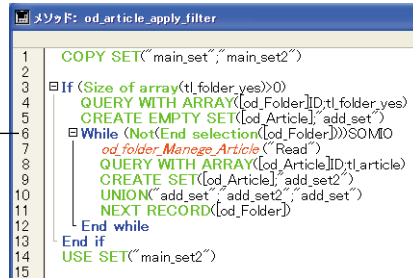 メソッド: od_article_apply_filter
1 COPY SET("main_set";"main_set2")
2
3 If (Size of array(tl_folder_yes)>0)
4 QUERY WITH ARRAY([od_Folder]ID;tl_folder_yes)
5 CREATE EMPTY SET([od_Article];"add_set")
6 While (Not(End selection([od_Folder])))SOMIO
7 od_folder_Manege_Article ("Read")
8 QUERY WITH ARRAY([od_Article]ID;tl_article)
9 CREATE SET([od_Article];"add_set2")
10 UNION("add_set";"add_set2";"add_set")
11 NEXT RECORD([od_Folder])
12 End while
13 End if
14 USE SET("main_set2")
15